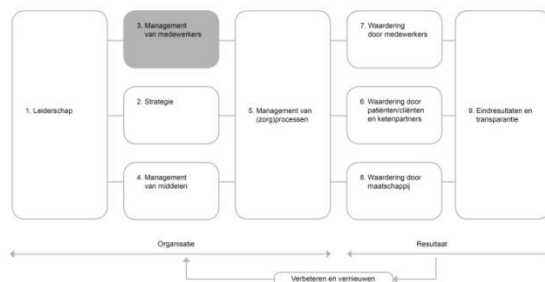 3. Management
van medewerkers
7. Waardering
door medewerkers
1. Leiderschap
2. Strategie
5. Management van
(zorg)processen
6. Waardering door
patiënten/cliënten
en ketenpartners
9. Eindresultaten en
transparantie
4. Management
van middelen
8. Waardering door
maatschappij
Organisatie
Resultaat
Verbeteren en vernieuwen